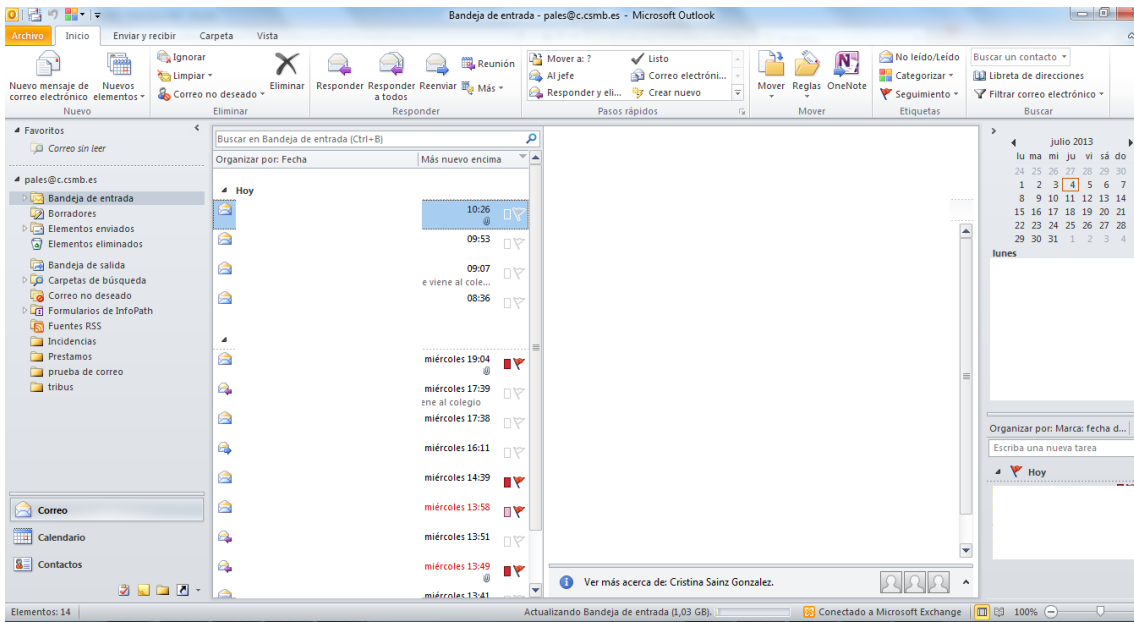 Bandeja de entrada - pales@c.csmb.es - Microsoft Outlook
Archivo Inicio Enviar y recibir Carpeta Vista
Nuevo mensaje de correo electrónico
Nuevos elementos
Nuevo
Ignorar
Limpiar
Correo no deseado
Eliminar
Eliminar
Responder
Responder a todos
Reenviar
Reunión
Más
Responder
Mover a: ?
Al jefe
Responder y eli...
Listo
Correo electróni...
Crear nuevo
Pasos rápidos
Mover
Reglas
OneNote
N
Mover
No leído/Leído
Categorizar
Seguimiento
Etiquetas
Buscar un contacto
Libreta de direcciones
Filtrar correo electrónico
Buscar
Favoritos
Correo sin leer
pales@c.csmb.es
Bandeja de entrada
Borradores
Elementos enviados
Elementos eliminados
Bandeja de salida
Carpetas de búsqueda
Correo no deseado
Formularios de InfoPath
Fuentes RSS
Incidencias
Prestamos
prueba de correo
tribus
Correo
Calendario
Contactos
Buscar en Bandeja de entrada (Ctrl+B)
Organizar por: Fecha Más nuevo encima
Hoy
10:26
09:53
09:07
e viene al cole...
08:36
miércoles 19:04
miércoles 17:39
ene al colegio
miércoles 17:38
miércoles 16:11
miércoles 14:39
miércoles 13:58
miércoles 13:51
miércoles 13:49
miércoles 13:41
Ver más acerca de: Cristina Sainz Gonzalez.
julio 2013
lu ma mi ju vi sá do
24 25 26 27 28 29 30
1 2 3 4 5 6 7
8 9 10 11 12 13 14
15 16 17 18 19 20 21
22 23 24 25 26 27 28
29 30 31 1 2 3 4
lunes
Organizar por: Marca: fecha d...
Escriba una nueva tarea
Hoy
Elementos: 14
Actualizando Bandeja de entrada (1,03 GB).
Conectado a Microsoft Exchange
100%